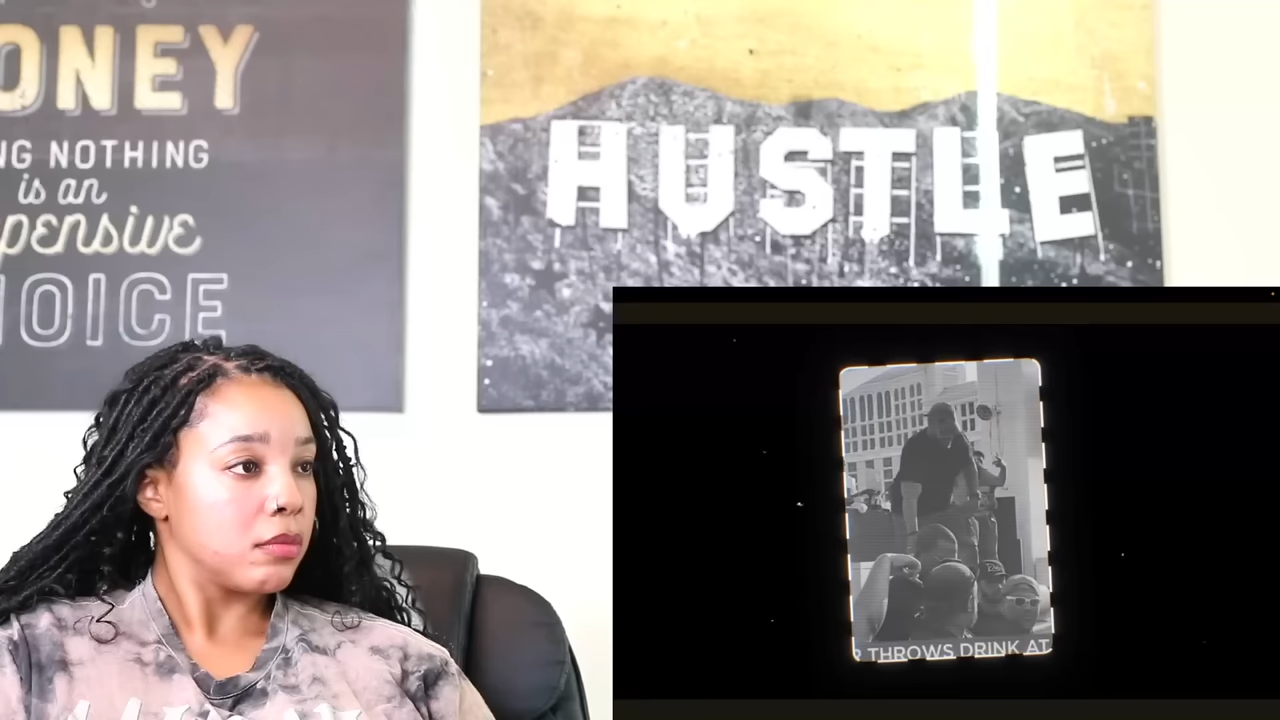 ONEY
NG NOTHING
is an
pensive
HOICE
HUSTLE
R THROWS DRINK AT